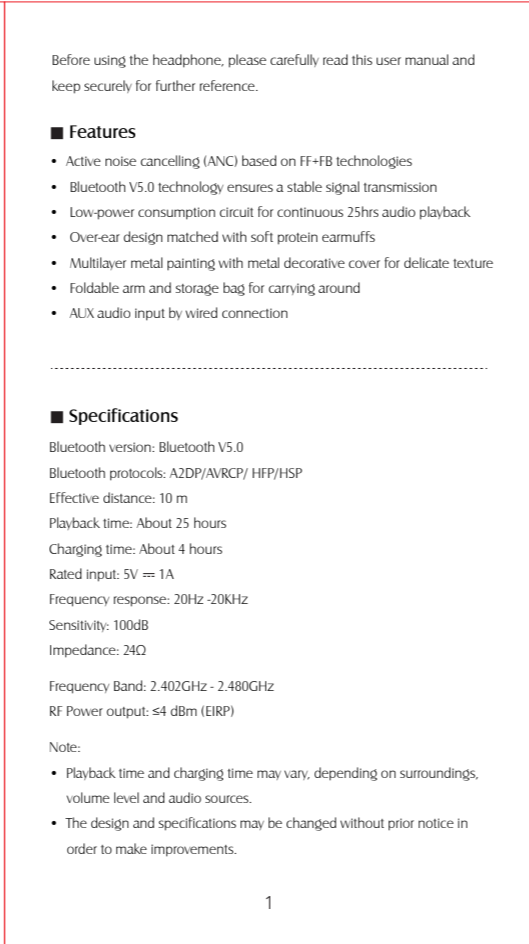 Before using the headphone, please carefully read this user manual and
keep securely for further reference.
■ Features
• Active noise cancelling (ANC) based on FF+FB technologies
• Bluetooth V5.0 technology ensures a stable signal transmission
• Low-power consumption circuit for continuous 25hrs audio playback
• Over-ear design matched with soft protein earmuffs
• Multilayer metal painting with metal decorative cover for delicate texture
• Foldable arm and storage bag for carrying around
• AUX audio input by wired connection
■ Specifications
Bluetooth version: Bluetooth V5.0
Bluetooth protocols: A2DP/AVRCP/ HFP/HSP
Effective distance: 10 m
Playback time: About 25 hours
Charging time: About 4 hours
Rated input: 5V ⎓ 1A
Frequency response: 20Hz -20KHz
Sensitivity: 100dB
Impedance: 24Ω
Frequency Band: 2.402GHz - 2.480GHz
RF Power output: ≤4 dBm (EIRP)
Note:
• Playback time and charging time may vary, depending on surroundings,
volume level and audio sources.
• The design and specifications may be changed without prior notice in
order to make improvements.
1